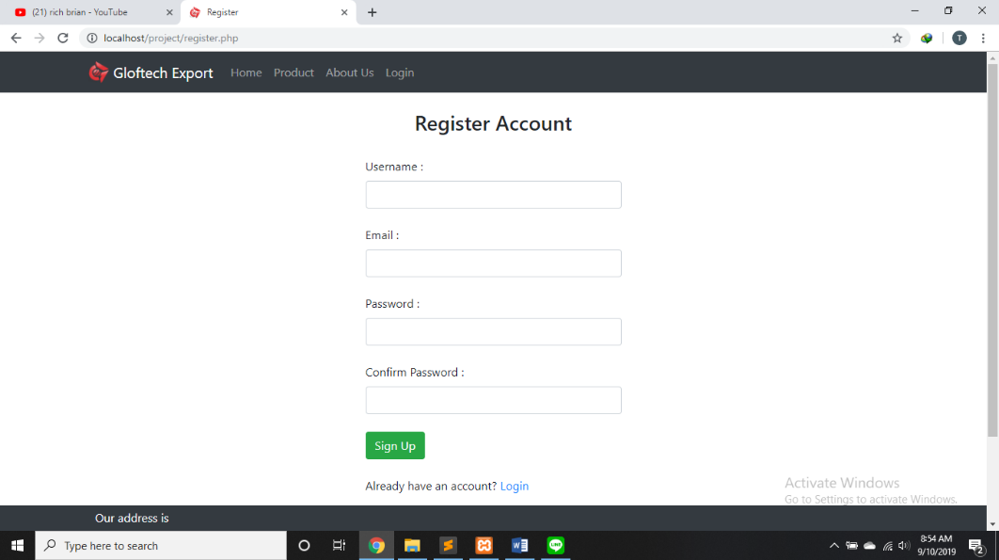 (21) rich brian - YouTube
Register
localhost/project/register.php
T
Gloftech Export Home Product About Us Login
Register Account
Username :
Email :
Password :
Confirm Password :
Sign Up
Already have an account? Login
Activate Windows
Go to Settings to activate Windows.
Our address is
Type here to search
LINE
8:54 AM
9/10/2019
2